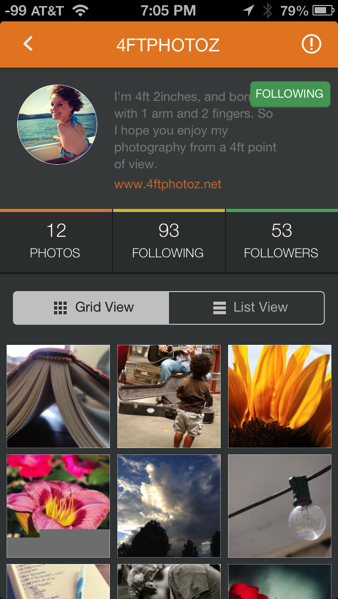 -99 AT&T 7:05 PM 79%
4FTPHOTOZ
I'm 4ft 2inches, and bor
FOLLOWING
with 1 arm and 2 fingers. So
I hope you enjoy my
photography from a 4ft point
of view.
www.4ftphotoz.net
12 93 53
PHOTOS FOLLOWING FOLLOWERS
Grid View List View